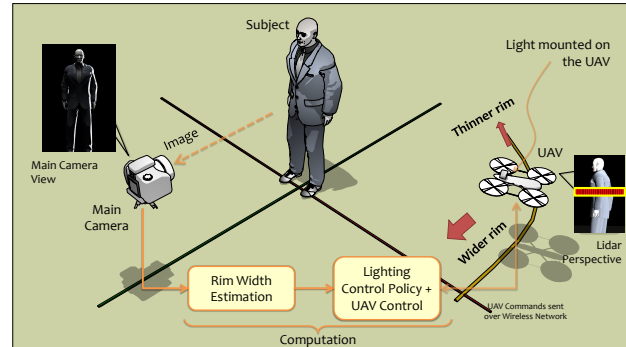 Subject
Light mounted on
the UAV
Image
Thinner rim
Main Camera
View
UAV
Main
Camera
Wider rim
Lidar
Perspective
Rim Width
Estimation
Lighting
Control Policy +
UAV Control
UAV Commands sent
over Wireless Network
Computation